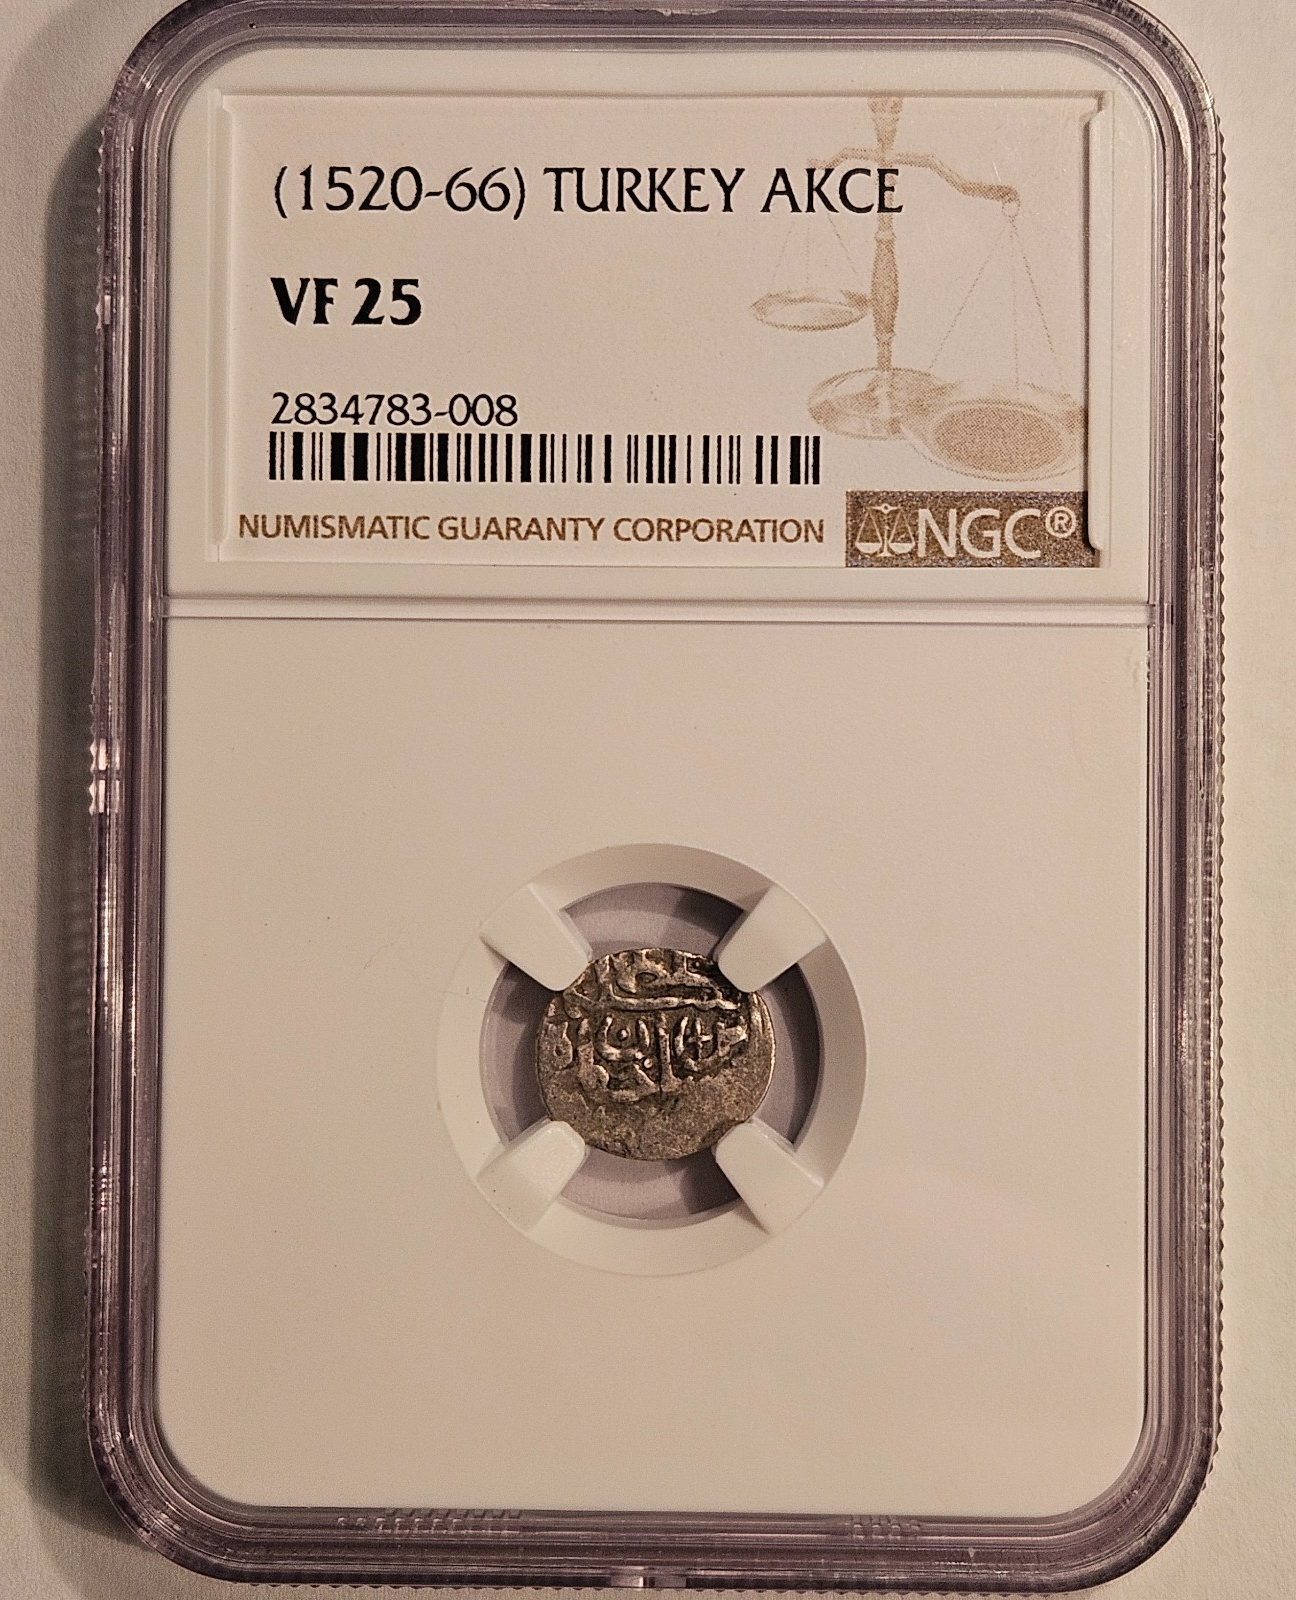 (1520-66) TURKEY AKCE
VF 25
2834783-008
NUMISMATIC GUARANTY CORPORATION
NGC®